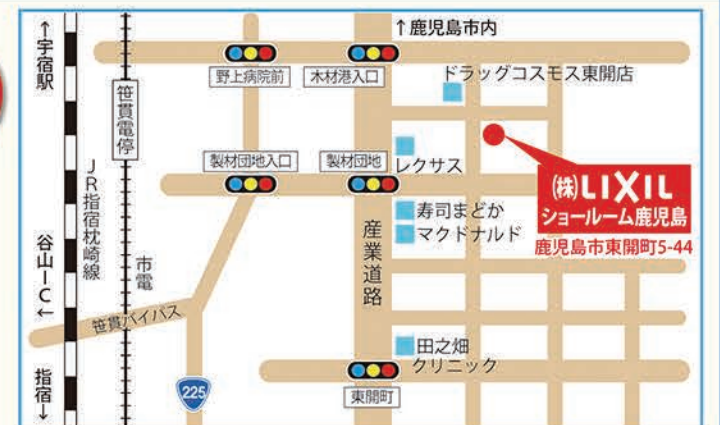 ↑宇宿駅
↑鹿児島市内
野上病院前
木材港入口
ドラッグコスモス東開店
笹貫電停
製材団地入口
製材団地
レクサス
(株)LIXIL
ショールーム鹿児島
鹿児島市東開町5-44
JR指宿枕崎線
寿司まどか
マクドナルド
産業道路
谷山IC←
市電
笹貫バイパス
田之畑
クリニック
指宿↓
225
東開町